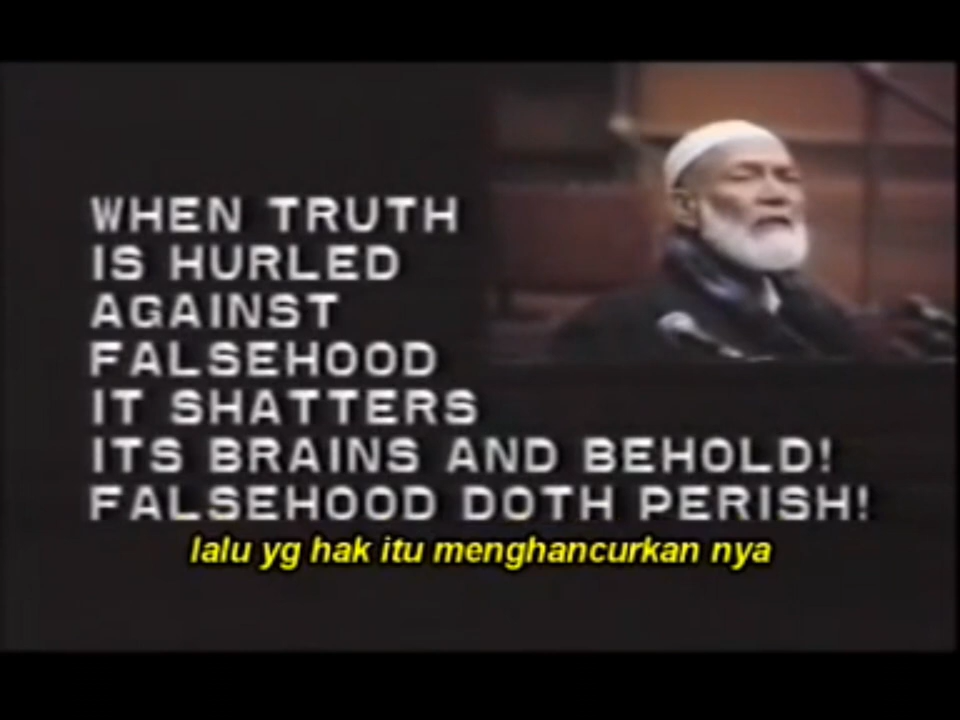 WHEN TRUTH
IS HURLED
AGAINST
FALSEHOOD
IT SHATTERS
ITS BRAINS AND BEHOLD!
FALSEHOOD DOTH PERISH!
lalu yg hak itu menghancurkan nya